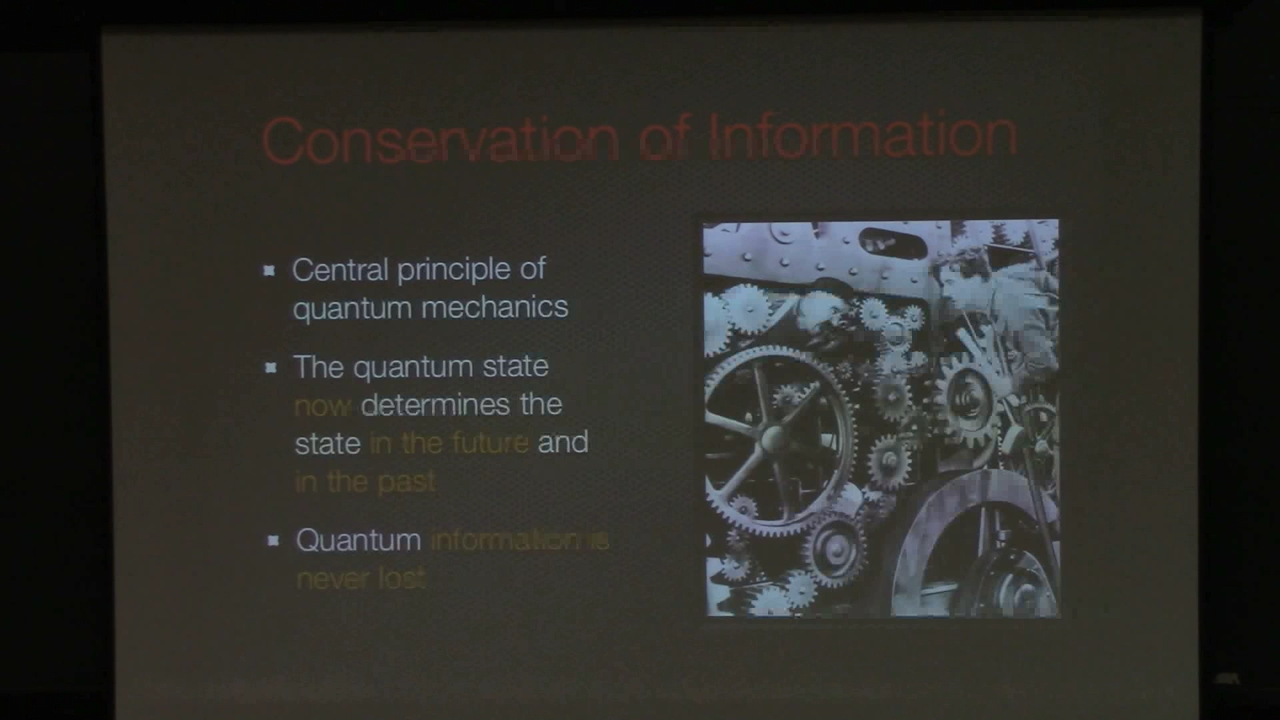 Conservation of Information
Central principle of
quantum mechanics
The quantum state
now determines the
state in the future and
in the past
Quantum information is
never lost